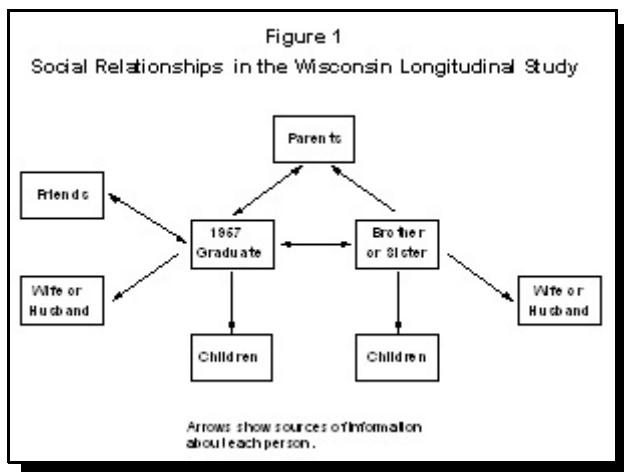 Figure 1
Social Relationships in the Wisconsin Longitudinal Study
Parents
Friends
1957
Graduate
Brother
or Sister
Wife or
Husband
Wife or
Husband
Children
Children
Arrows show sources of information
about each person.